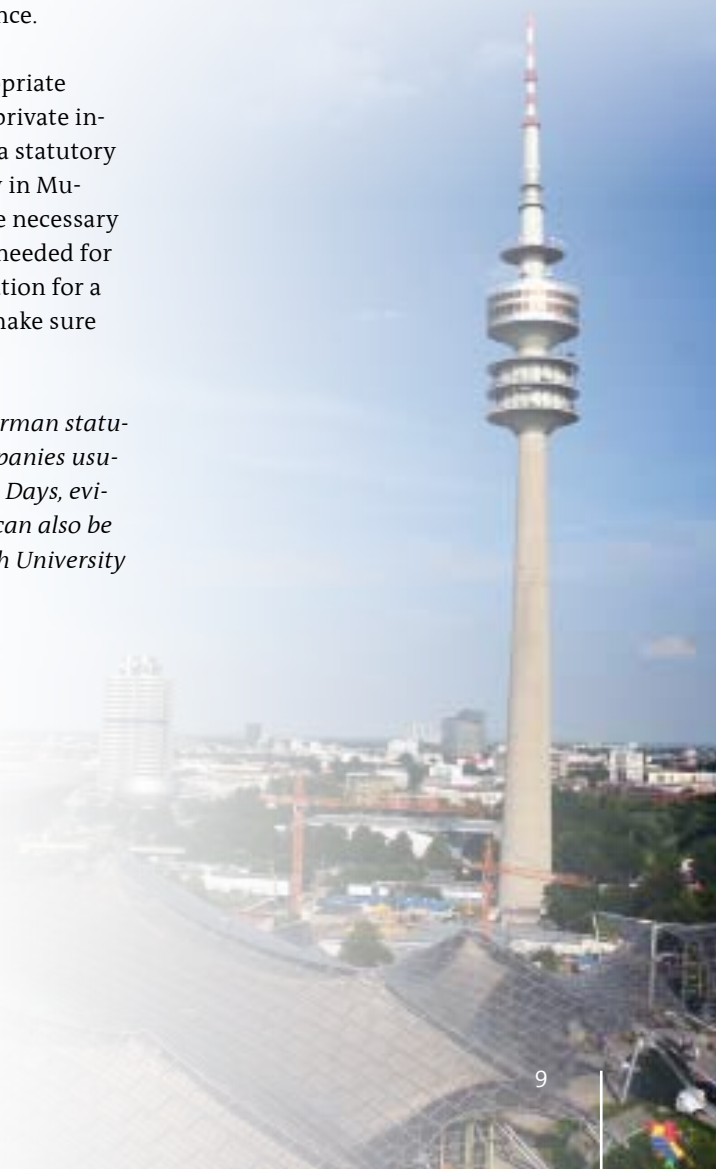 nce.
priate
private in-
a statutory
y in Mu-
e necessary
needed for
tion for a
make sure
rman statu-
panies usu-
Days, evi-
can also be
h University
9